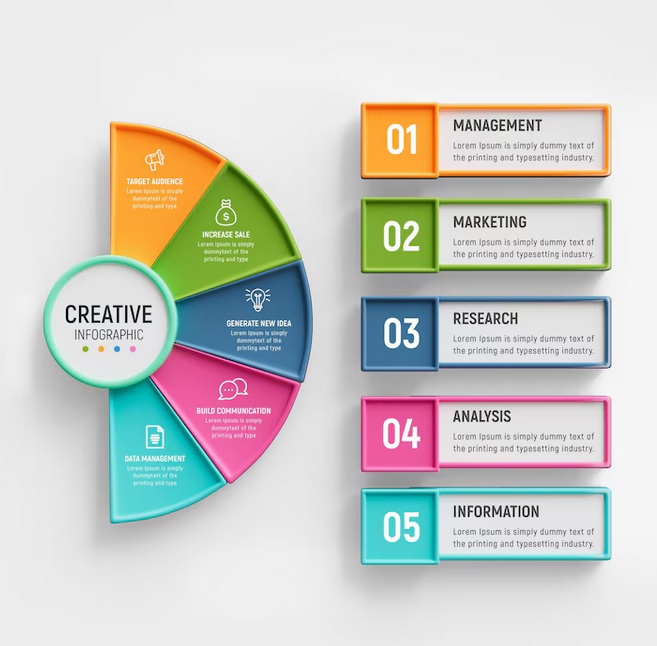 TARGET AUDIENCE
Lorem Ipsum is simply
dummytext of the
printing and type
INCREASE SALE
Lorem Ipsum is simply
dummytext of the
printing and type
GENERATE NEW IDEA
Lorem Ipsum is simply
dummytext of the
printing and type
BUILD COMMUNICATION
Lorem Ipsum is simply
dummytext of the
printing and type
DATA MANAGEMENT
Lorem Ipsum is simply
dummytext of the
printing and type
CREATIVE
INFOGRAPHIC
01
MANAGEMENT
Lorem Ipsum is simply dummy text of
the printing and typesetting industry.
02
MARKETING
Lorem Ipsum is simply dummy text of
the printing and typesetting industry.
03
RESEARCH
Lorem Ipsum is simply dummy text of
the printing and typesetting industry.
04
ANALYSIS
Lorem Ipsum is simply dummy text of
the printing and typesetting industry.
05
INFORMATION
Lorem Ipsum is simply dummy text of
the printing and typesetting industry.